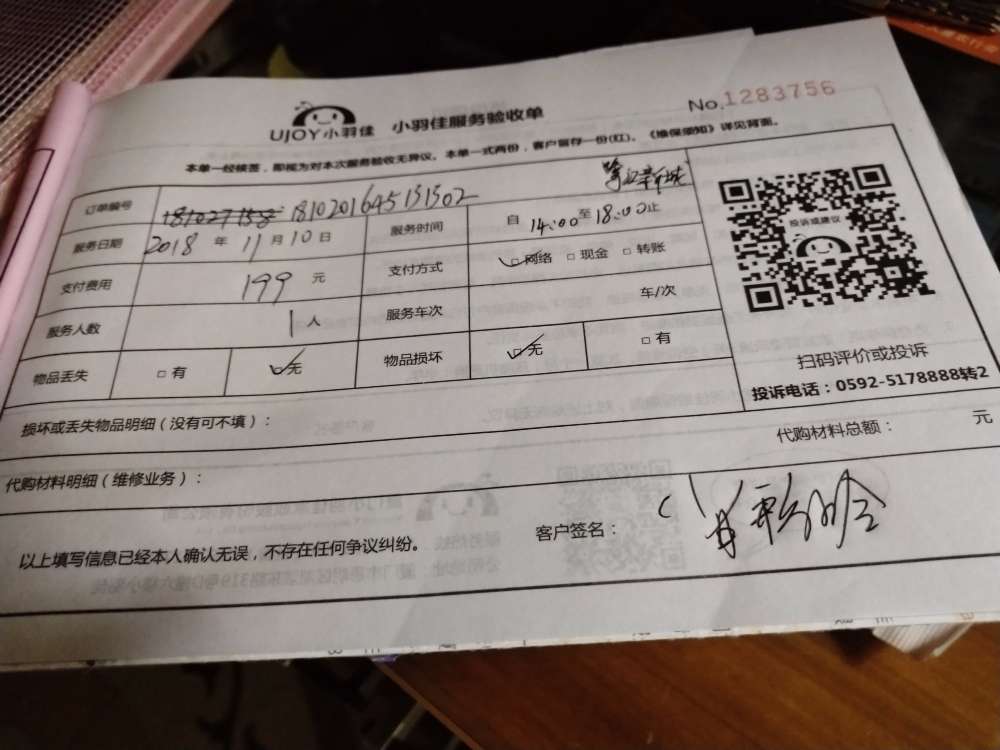 UJOY小羽佳 小羽佳服务验收单 No.1283756
本单一经接签，即视为对本次服务验收无异议。本单一式两份，客户留存一份(红)。《维保须知》详见背面。
订单编号 1810201645151502
服务日期 2018 年 11 月 10 日 服务时间 自 14:00 至 18:00 止
支付费用 199 元 支付方式 □网络 □现金 □转账
服务人数 1 人 服务车次 车/次
物品丢失 □有 □无 物品损坏 □无 □有
投诉或建议
扫码评价或投诉
投诉电话：0592-5178888转2
损坏或丢失物品明细（没有可不填）：
代购材料明细（维修业务）： 代购材料总额： 元
以上填写信息已经本人确认无误，不存在任何争议纠纷。 客户签名：